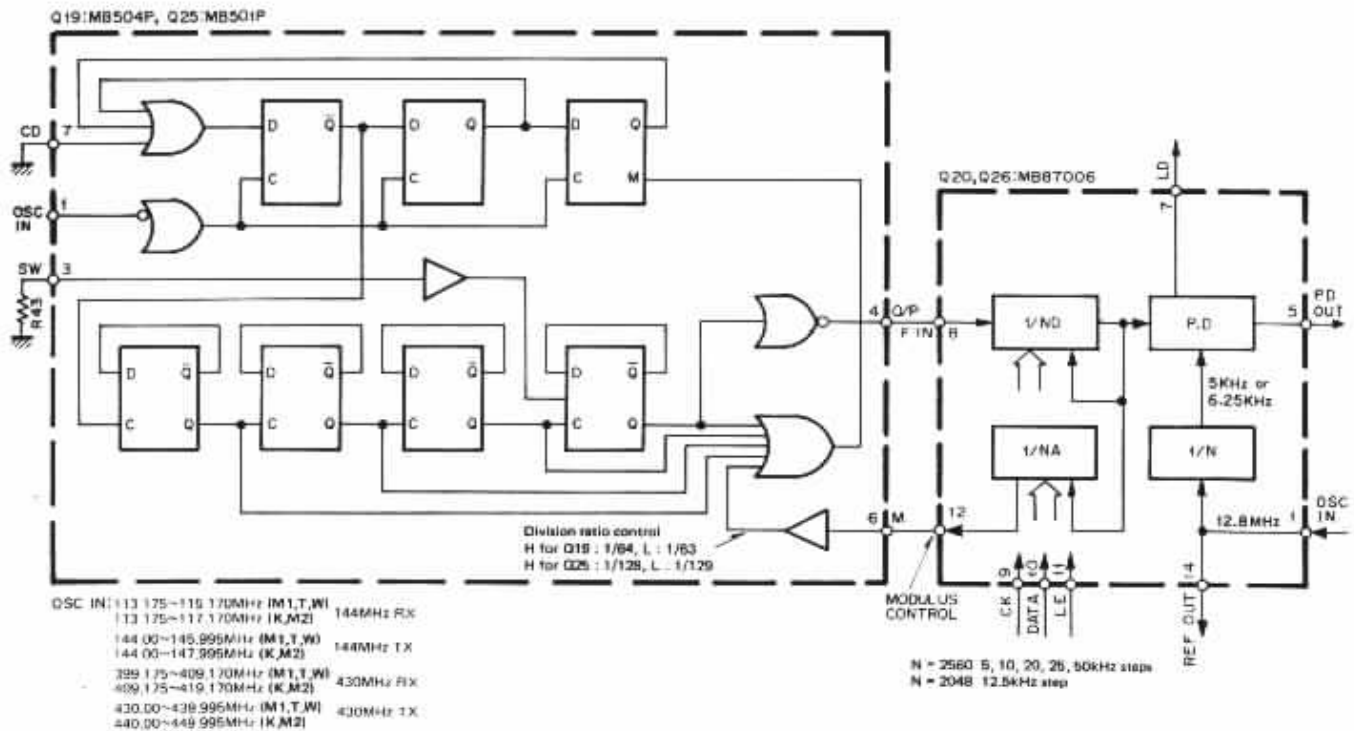 Q19:MB504P, Q25:MB501P
CD
7
D
Q̅
C
D
Q
C
D
Q
C
M
OSC
IN
1
SW
3
R43
D
Q̅
C
Q
D
Q̅
C
Q
D
Q̅
C
Q
D
Q̅
C
Q
4
O/P
F IN
8
6
M
12
Division ratio control
H for Q19 : 1/64, L : 1/63
H for Q25 : 1/128, L : 1/129
MODULUS
CONTROL
Q20,Q26:MB87006
LD
7
1/ND
P.D
5
PD
OUT
5KHz or
6.25KHz
1/NA
1/N
12.8MHz
1
OSC
IN
CK
9
DATA
10
LE
11
REF OUT
14
N = 2560 5, 10, 20, 25, 50kHz steps
N = 2048 12.5kHz step
OSC IN: 113.175~115.170MHz (M1,T,W)
113.175~117.170MHz (K,M2)
144MHz RX
144.00~145.995MHz (M1,T,W)
144.00~147.995MHz (K,M2)
144MHz TX
399.175~409.170MHz (M1,T,W)
409.175~419.170MHz (K,M2)
430MHz RX
430.00~439.995MHz (M1,T,W)
440.00~449.995MHz (K,M2)
430MHz TX